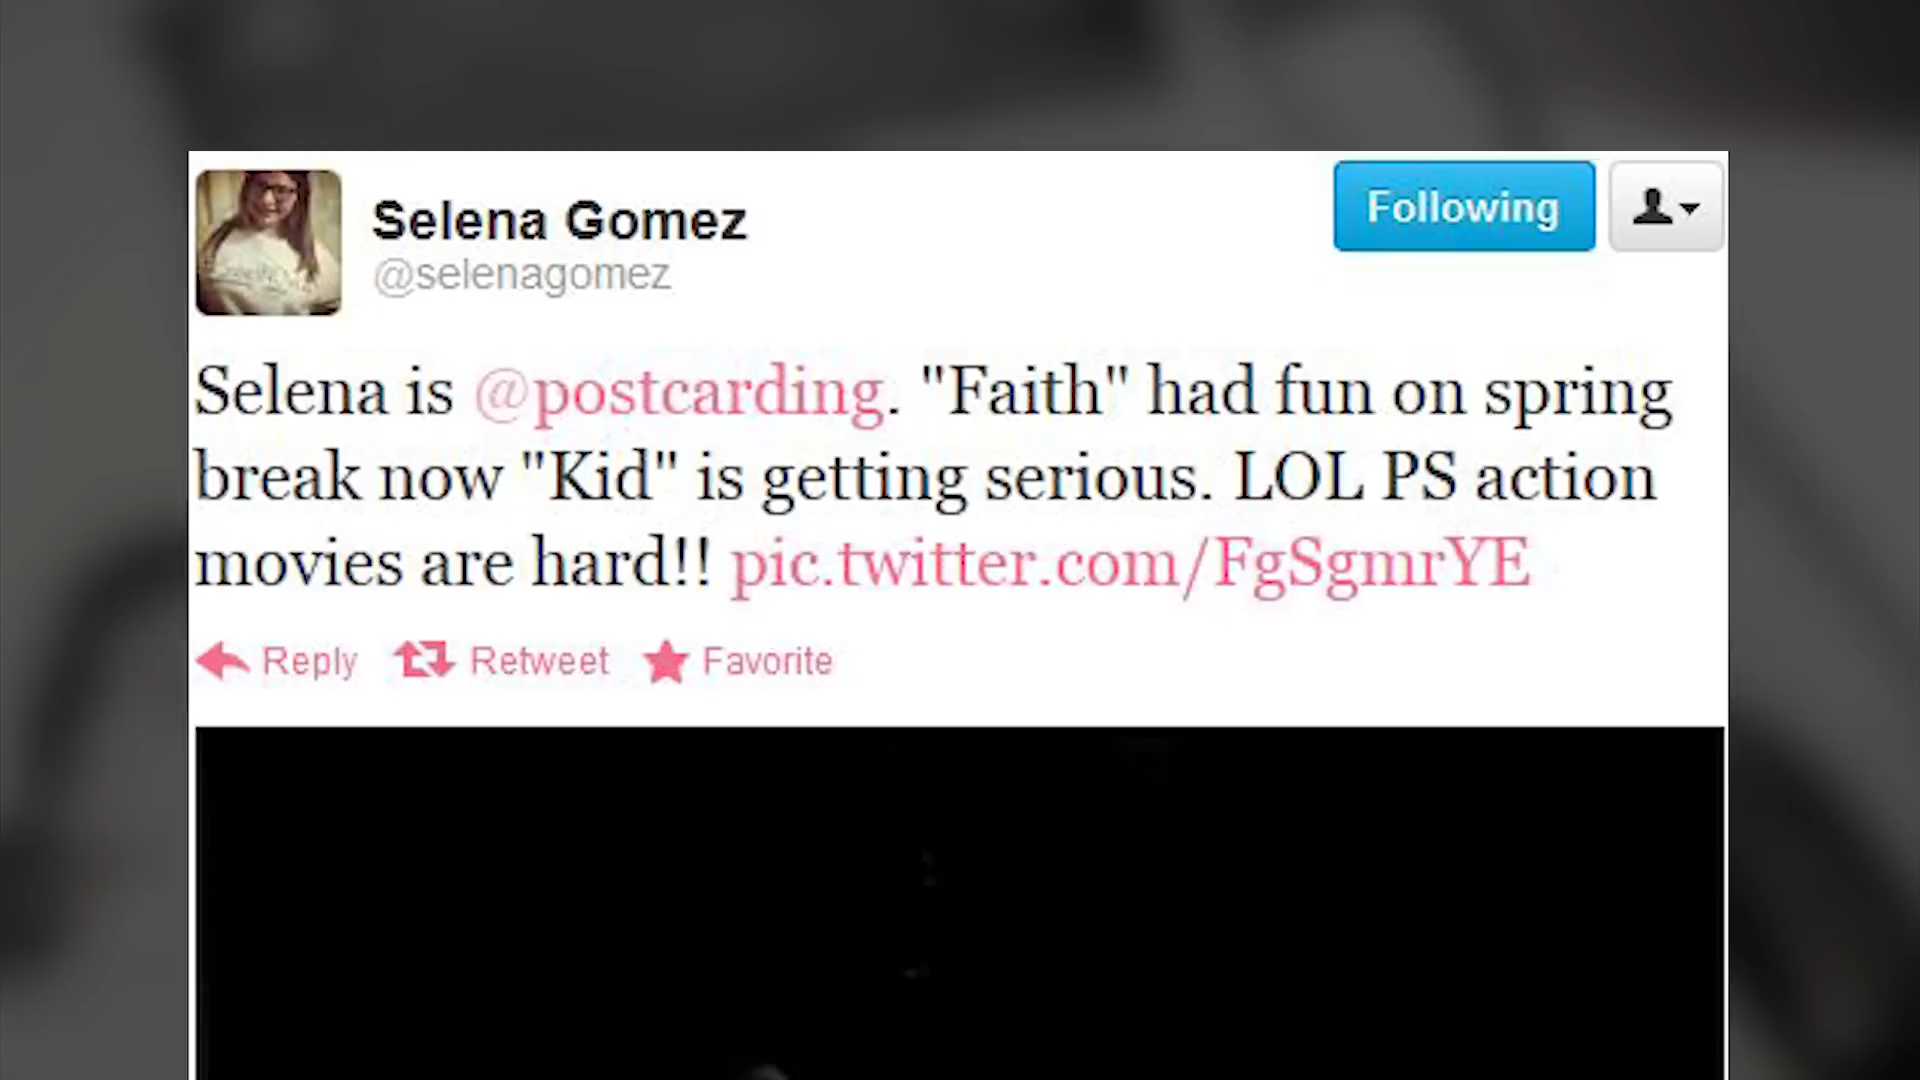 Selena Gomez
@selenagomez
Following
Selena is @postcarding. "Faith" had fun on spring
break now "Kid" is getting serious. LOL PS action
movies are hard!! pic.twitter.com/FgSgmrYE
Reply Retweet Favorite